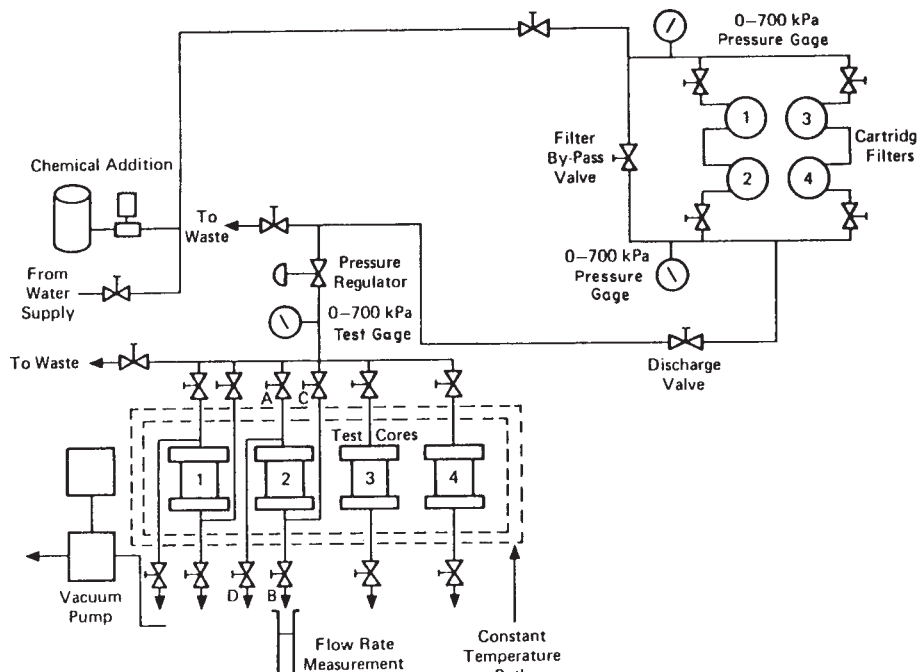 0–700 kPa
Pressure Gage
1
3
Filter
By-Pass
Valve
Cartridg
Filters
2
4
Chemical Addition
To
Waste
From
Water
Supply
Pressure
Regulator
0–700 kPa
Pressure
Gage
0–700 kPa
Test Gage
To Waste
Discharge
Valve
A
C
Test Cores
1
2
3
4
D
B
Vacuum
Pump
Flow Rate
Measurement
Constant
Temperature